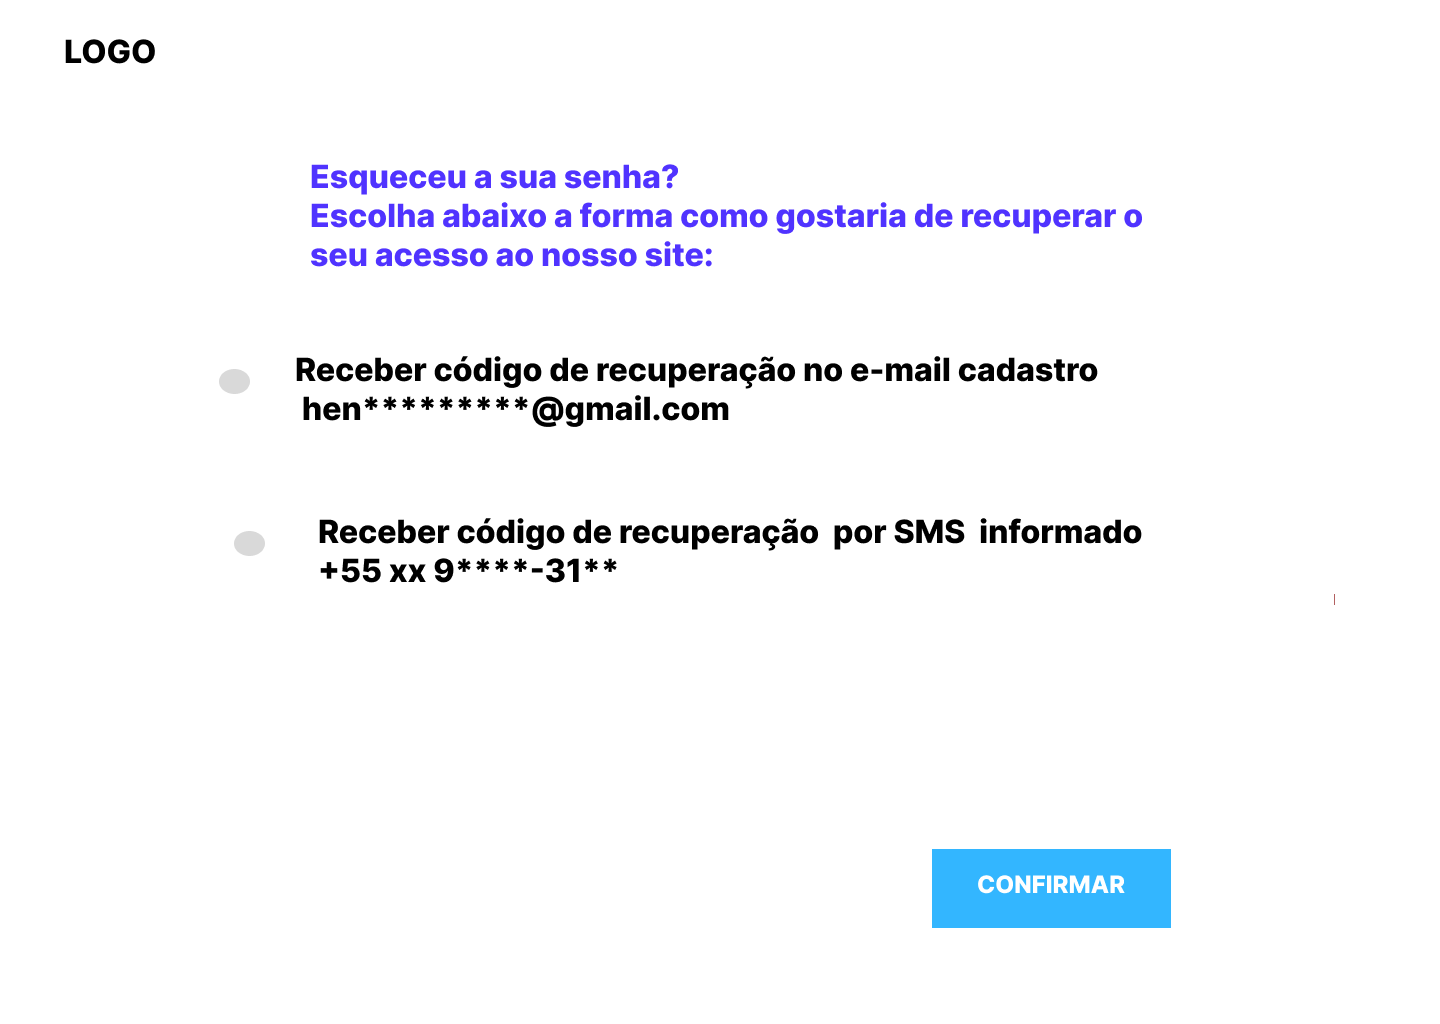 LOGO
Esqueceu a sua senha?
Escolha abaixo a forma como gostaria de recuperar o
seu acesso ao nosso site:
Receber código de recuperação no e-mail cadastro
hen*********@gmail.com
Receber código de recuperação por SMS informado
+55 xx 9****-31**
CONFIRMAR